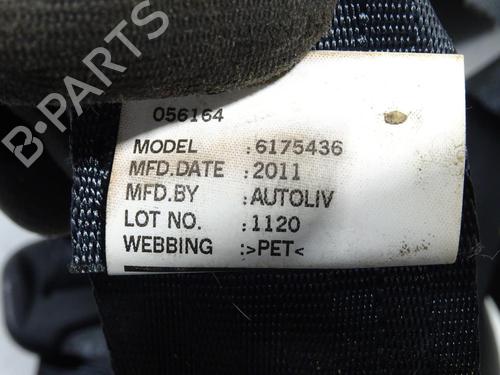 B-PARTS
056164
MODEL :6175436
MFD.DATE :2011
MFD.BY :AUTOLIV
LOT NO. :1120
WEBBING :>PET<